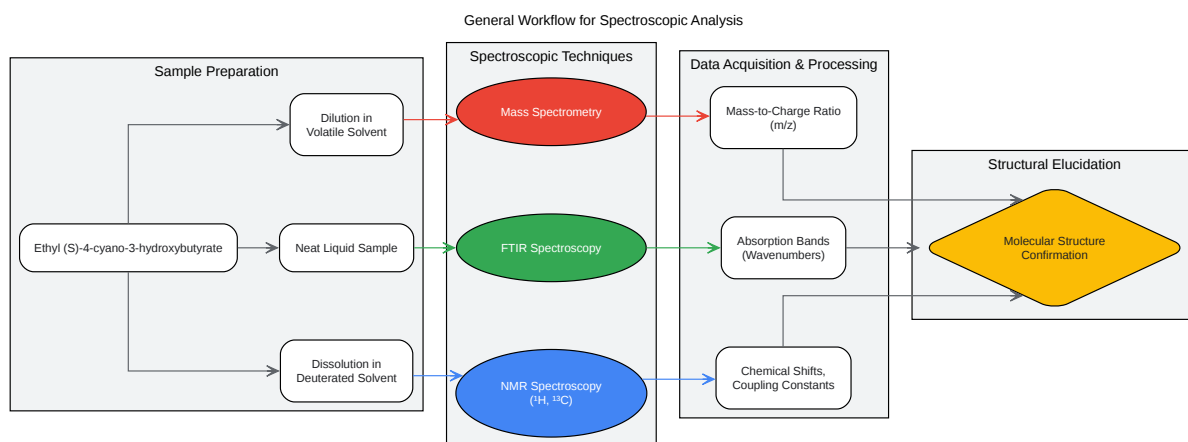 General Workflow for Spectroscopic Analysis
Sample Preparation
Dilution in
Volatile Solvent
Ethyl (S)-4-cyano-3-hydroxybutyrate
Neat Liquid Sample
Dissolution in
Deuterated Solvent
Spectroscopic Techniques
Mass Spectrometry
FTIR Spectroscopy
NMR Spectroscopy
(¹H, ¹³C)
Data Acquisition & Processing
Mass-to-Charge Ratio
(m/z)
Absorption Bands
(Wavenumbers)
Chemical Shifts,
Coupling Constants
Structural Elucidation
Molecular Structure
Confirmation